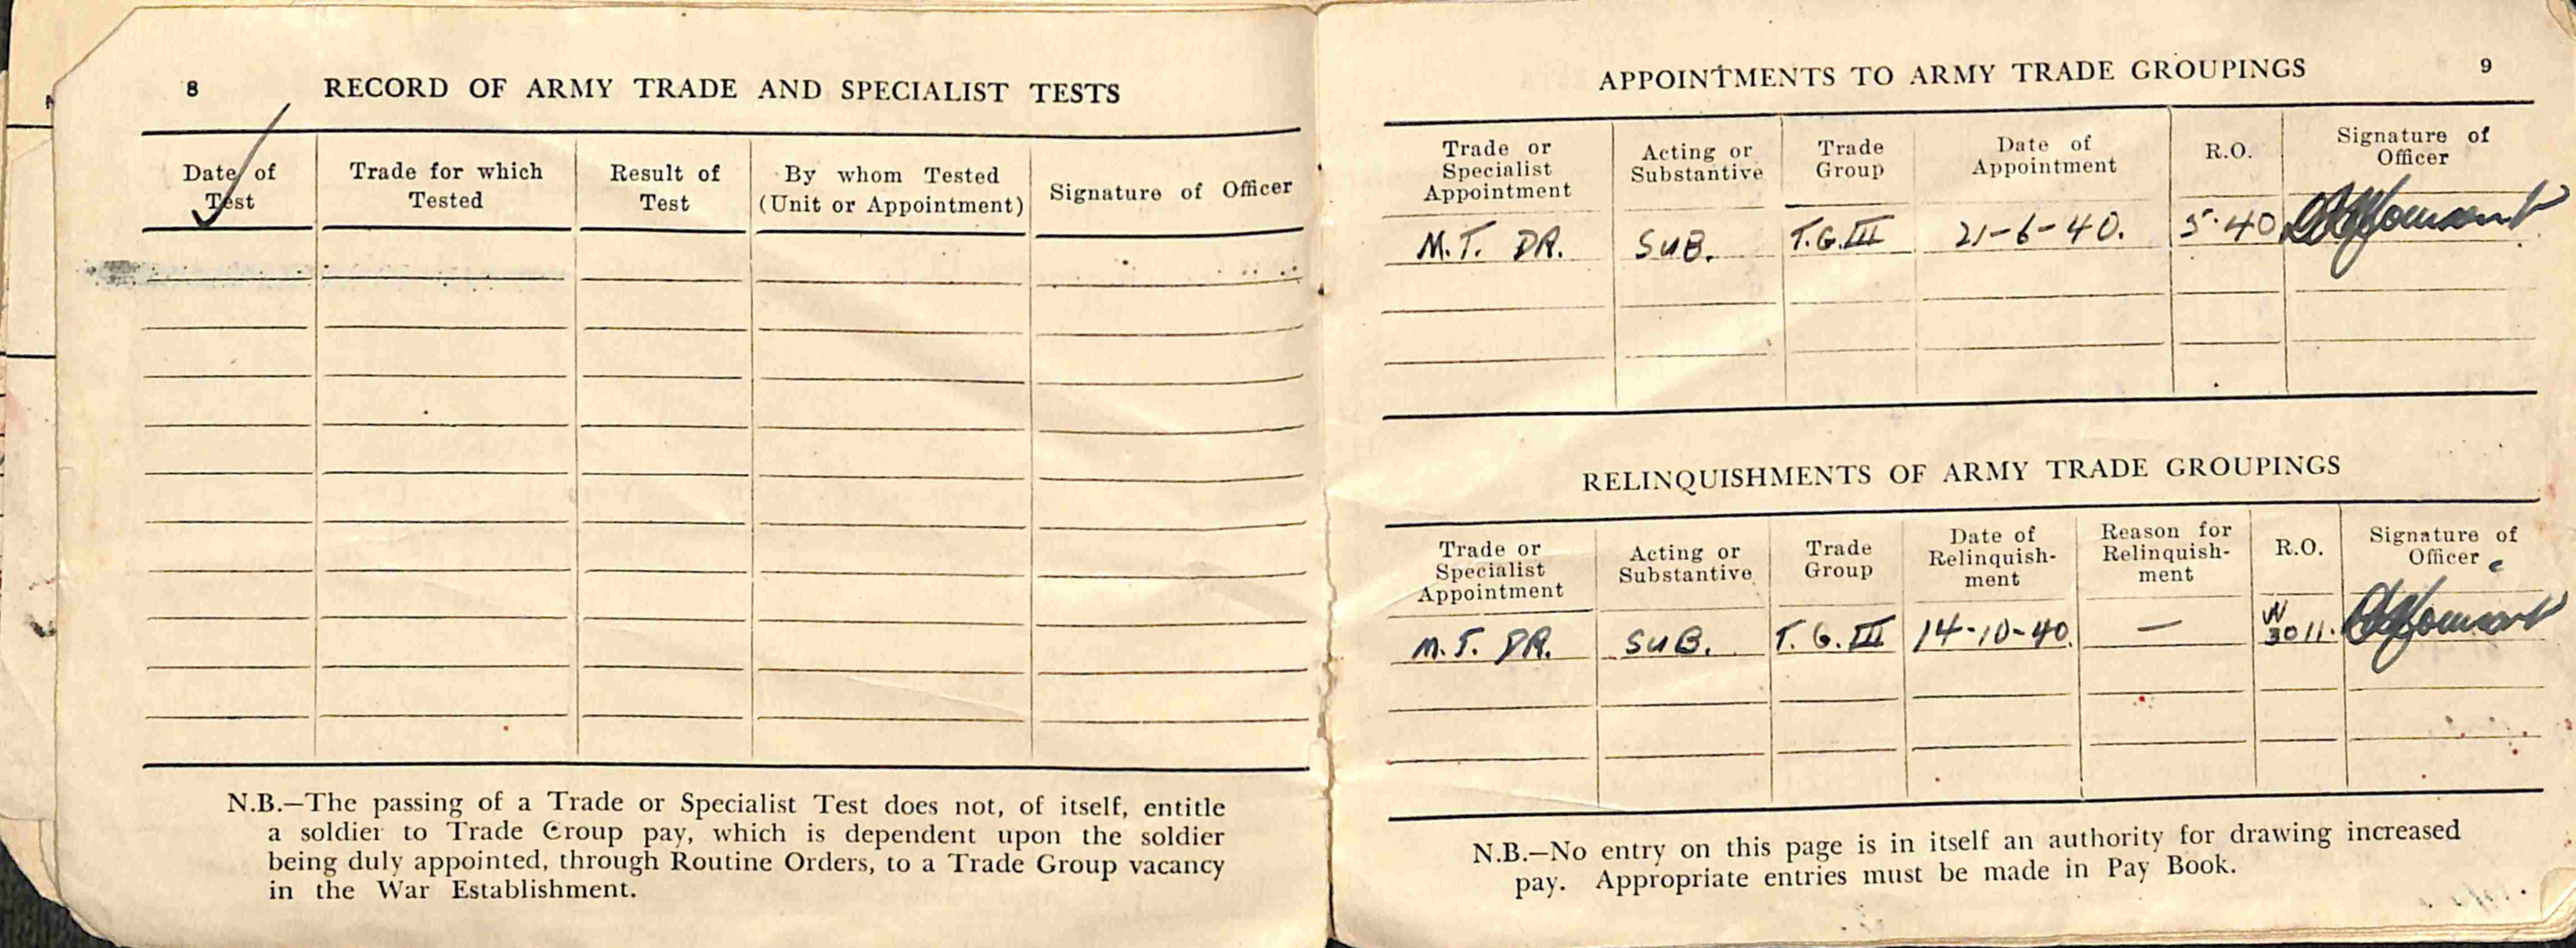 8 RECORD OF ARMY TRADE AND SPECIALIST TESTS
Date of Test
Trade for which Tested
Result of Test
By whom Tested (Unit or Appointment)
Signature of Officer
N.B.—The passing of a Trade or Specialist Test does not, of itself, entitle
a soldier to Trade Group pay, which is dependent upon the soldier
being duly appointed, through Routine Orders, to a Trade Group vacancy
in the War Establishment.
APPOINTMENTS TO ARMY TRADE GROUPINGS 9
Trade or Specialist Appointment
Acting or Substantive
Trade Group
Date of Appointment
R.O.
Signature of Officer
M.T. DR. SUB. T.G.III 21-6-40. 5·40
RELINQUISHMENTS OF ARMY TRADE GROUPINGS
Trade or Specialist Appointment
Acting or Substantive
Trade Group
Date of Relinquish-ment
Reason for Relinquish-ment
R.O.
Signature of Officer
M.T. DR. SUB. T.G.III 14-10-40. — W 3011.
N.B.—No entry on this page is in itself an authority for drawing increased
pay. Appropriate entries must be made in Pay Book.